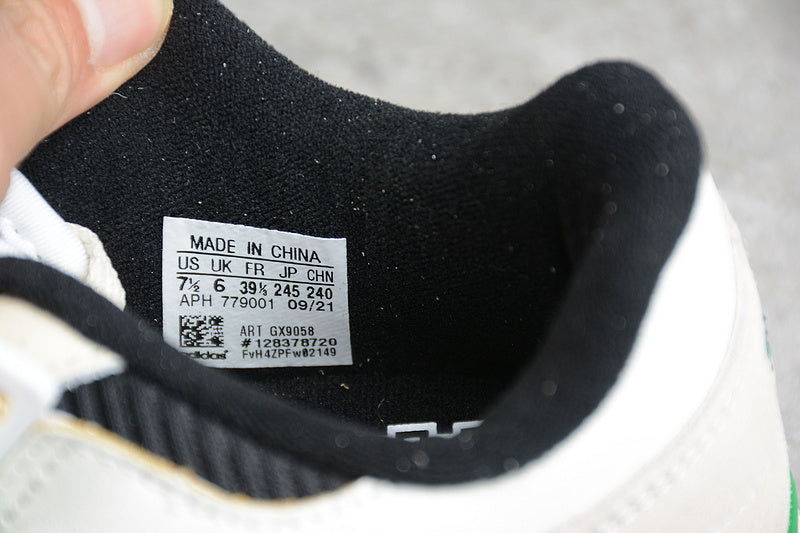 MADE IN CHINA
US UK FR JP CHN
7½ 6 39⅓ 245 240
APH 779001 09/21
ART GX9058
#128378720
adidas FvH4ZPFw02149